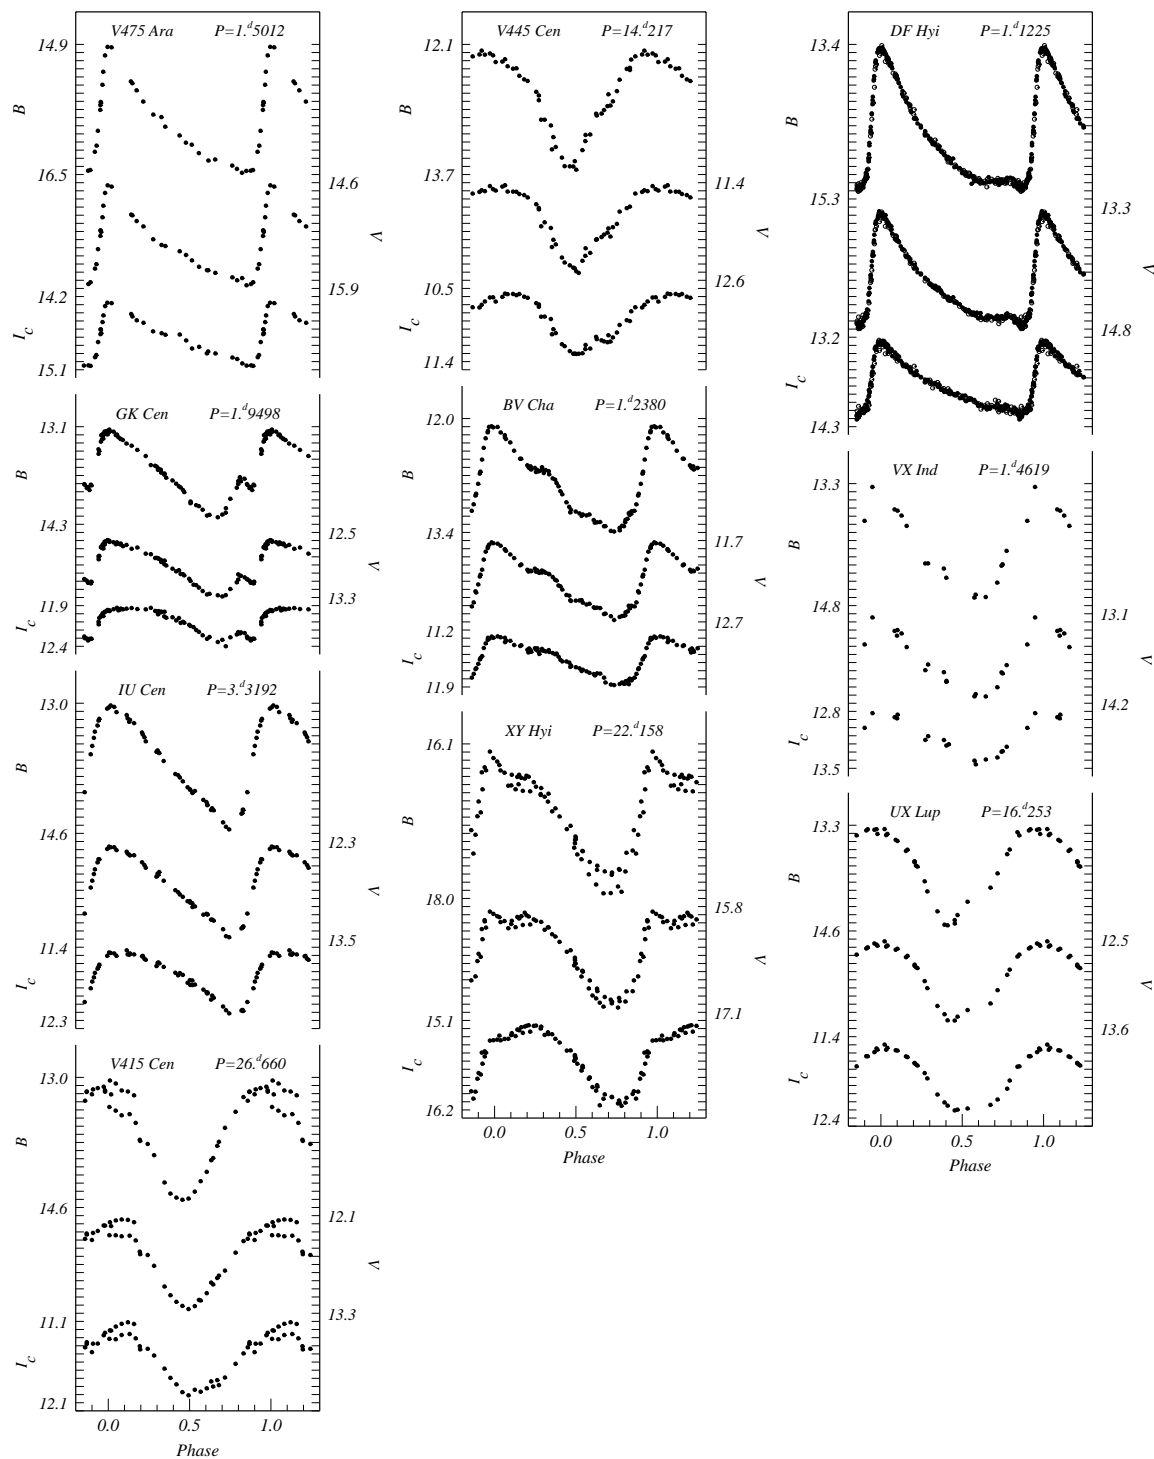 V475 Ara P=1.ᵈ5012
14.9
B
16.5
14.6
V
15.9
14.2
I_c
15.1
GK Cen P=1.ᵈ9498
13.1
B
14.3
12.5
V
13.3
11.9
I_c
12.4
IU Cen P=3.ᵈ3192
13.0
B
14.6
12.3
V
13.5
11.4
I_c
12.3
V415 Cen P=26.ᵈ660
13.0
B
14.6
12.1
V
13.3
11.1
I_c
12.1
0.0 0.5 1.0
Phase
V445 Cen P=14.ᵈ217
12.1
B
13.7
11.4
V
12.6
10.5
I_c
11.4
BV Cha P=1.ᵈ2380
12.0
B
13.4
11.7
V
12.7
11.2
I_c
11.9
XY Hyi P=22.ᵈ158
16.1
B
18.0
15.8
V
17.1
15.1
I_c
16.2
0.0 0.5 1.0
Phase
DF Hyi P=1.ᵈ1225
13.4
B
15.3
13.3
V
14.8
13.2
I_c
14.3
VX Ind P=1.ᵈ4619
13.3
B
14.8
13.1
V
14.2
12.8
I_c
13.5
UX Lup P=16.ᵈ253
13.3
B
14.6
12.5
V
13.6
11.4
I_c
12.4
0.0 0.5 1.0
Phase